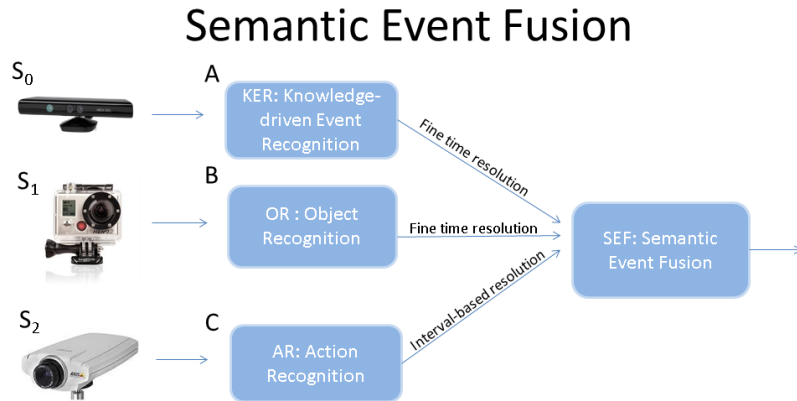 Semantic Event Fusion
S0
A
KER: Knowledge-
driven Event
Recognition
Fine time resolution
S1
B
OR : Object
Recognition
Fine time resolution
SEF: Semantic
Event Fusion
S2
C
AR: Action
Recognition
Interval-based resolution